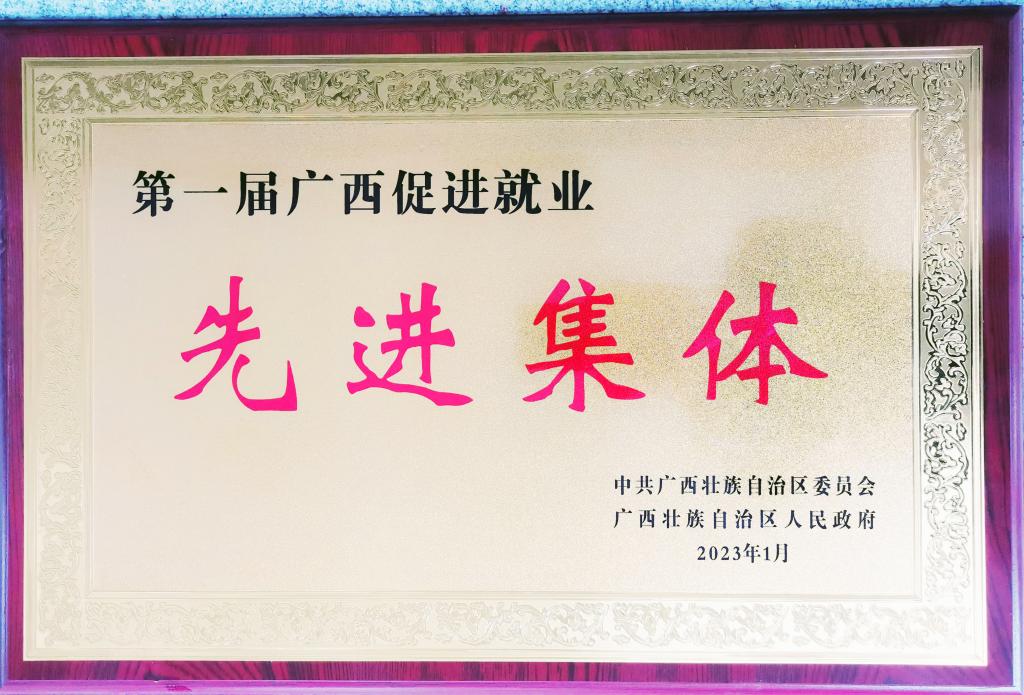 第一届广西促进就业
先进集体
中共广西壮族自治区委员会
广西壮族自治区人民政府
2023年1月